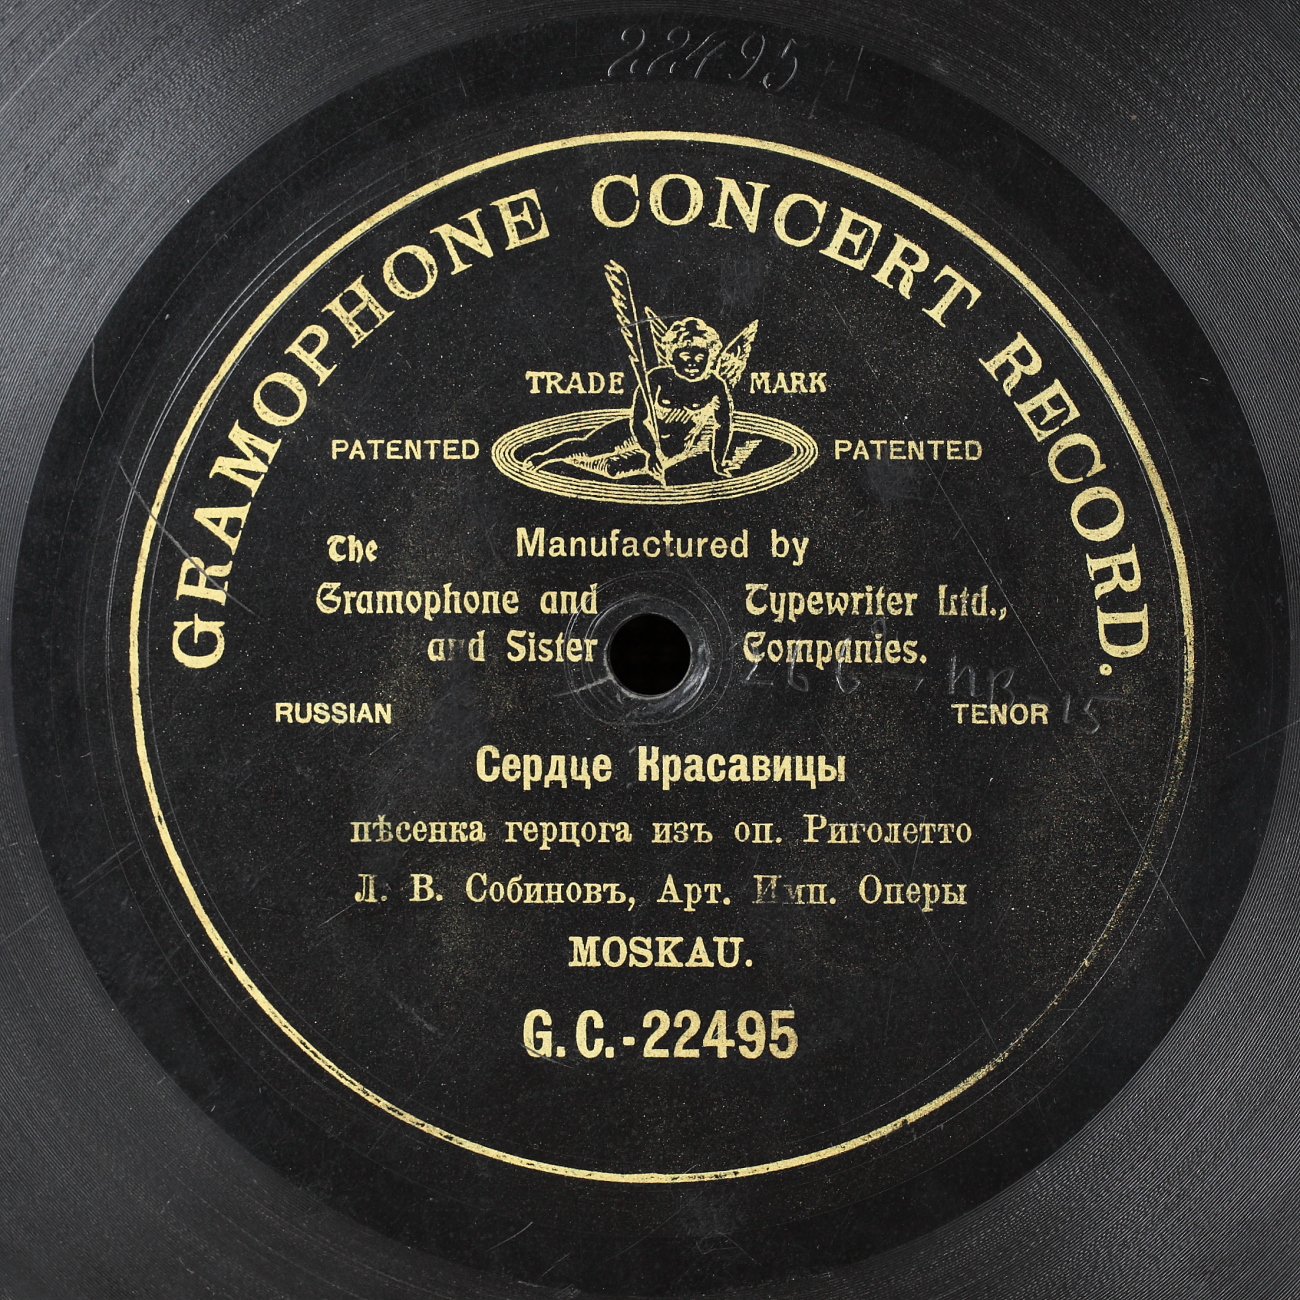 22495
GRAMOPHONE CONCERT RECORD.
TRADE MARK
PATENTED PATENTED
Manufactured by
The
Gramophone and Typewriter Ltd.,
and Sister Companies.
RUSSIAN TENOR
Сердце Красавицы
пѣсенка герцога изъ оп. Риголетто
Л. В. Собиновъ, Арт. Имп. Оперы
MOSKAU.
G.C.-22495